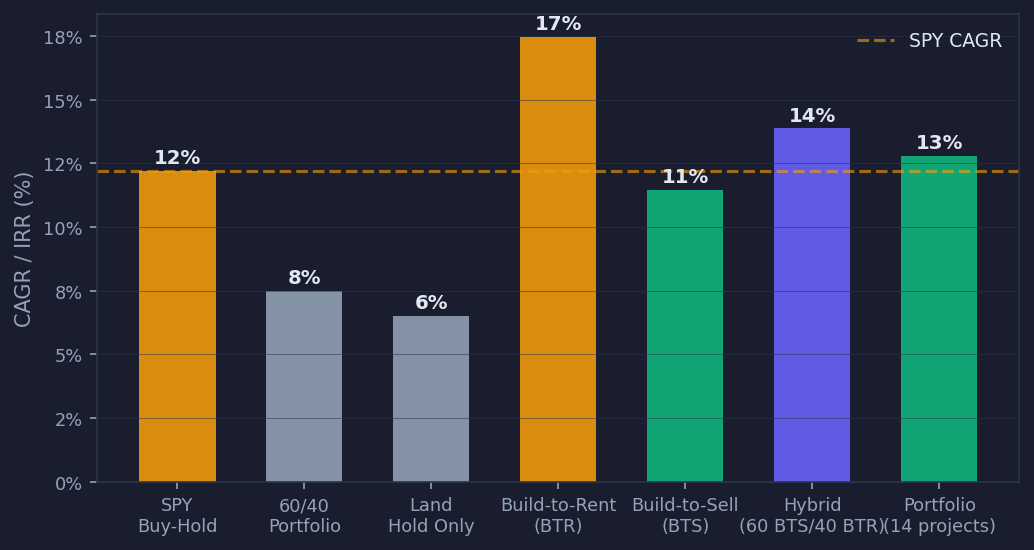 17%
18%
SPY CAGR
15%
14%
13%
12%
12%
11%
CAGR / IRR (%)
10%
8%
8%
6%
5%
2%
0%
SPY
Buy-Hold
60/40
Portfolio
Land
Hold Only
Build-to-Rent
(BTR)
Build-to-Sell
(BTS)
Hybrid
(60 BTS/40 BTR)
Portfolio
(14 projects)